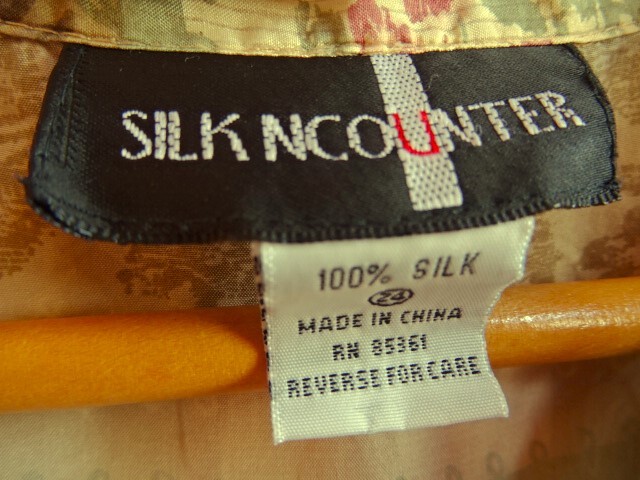 SILK NCOUNTER
100% SILK
24
MADE IN CHINA
RN 85361
REVERSE FOR CARE